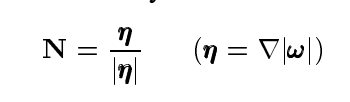 N = η / |η|   (η = ∇|ω|)